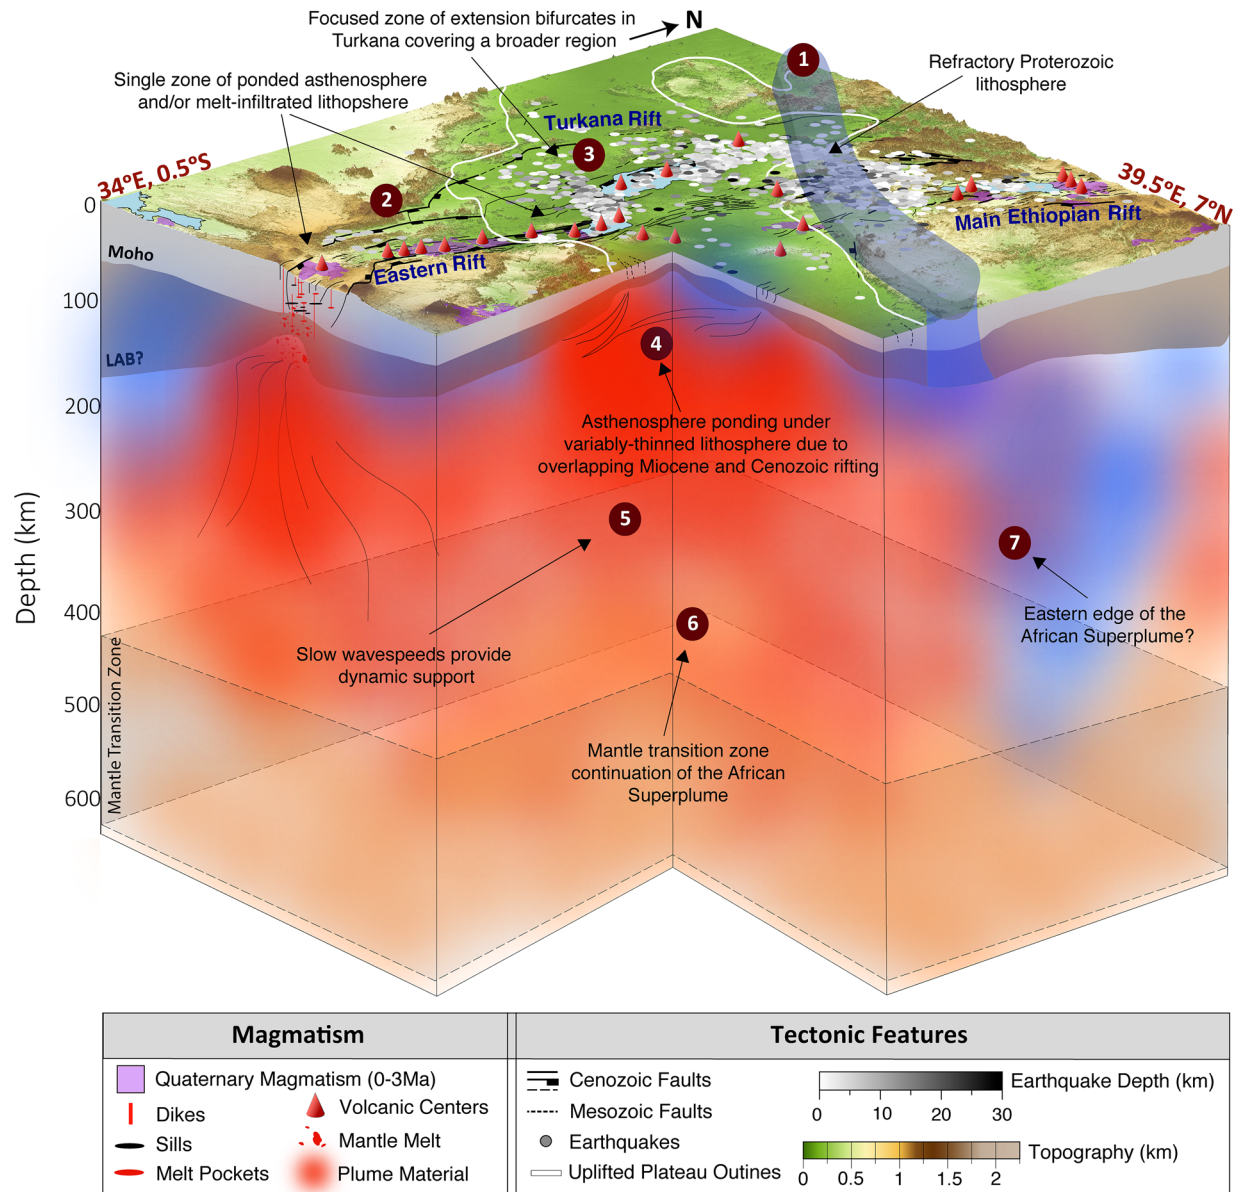 Focused zone of extension bifurcates in
Turkana covering a broader region
N
1
Single zone of ponded asthenosphere
and/or melt-infiltrated lithopshere
Refractory Proterozoic
lithosphere
Turkana Rift
3
34ºE, 0.5ºS
2
39.5ºE, 7ºN
Main Ethiopian Rift
Eastern Rift
0
Moho
100
LAB?
200
300
400
500
600
Depth (km)
Mantle Transition Zone
4
Asthenosphere ponding under
variably-thinned lithosphere due to
overlapping Miocene and Cenozoic rifting
5
7
Eastern edge of the
African Superplume?
6
Slow wavespeeds provide
dynamic support
Mantle transition zone
continuation of the African
Superplume
Magmatism
Quaternary Magmatism (0-3Ma)
Dikes
Volcanic Centers
Sills
Mantle Melt
Melt Pockets
Plume Material
Tectonic Features
Cenozoic Faults
Mesozoic Faults
Earthquakes
Uplifted Plateau Outines
Earthquake Depth (km)
0 10 20 30
Topography (km)
0 0.5 1 1.5 2